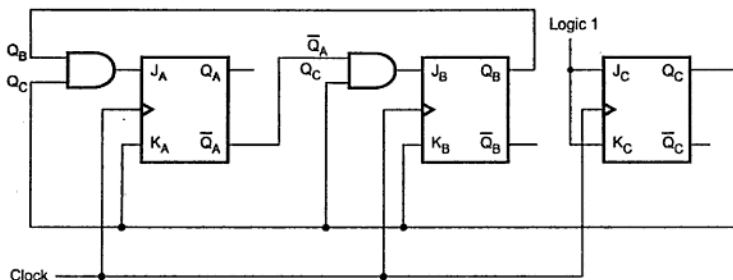 Logic 1
Q_B
Q_C
J_A
Q_A
K_A
Q̅_A
Q̅_A
Q_C
J_B
Q_B
K_B
Q̅_B
J_C
Q_C
K_C
Q̅_C
Clock